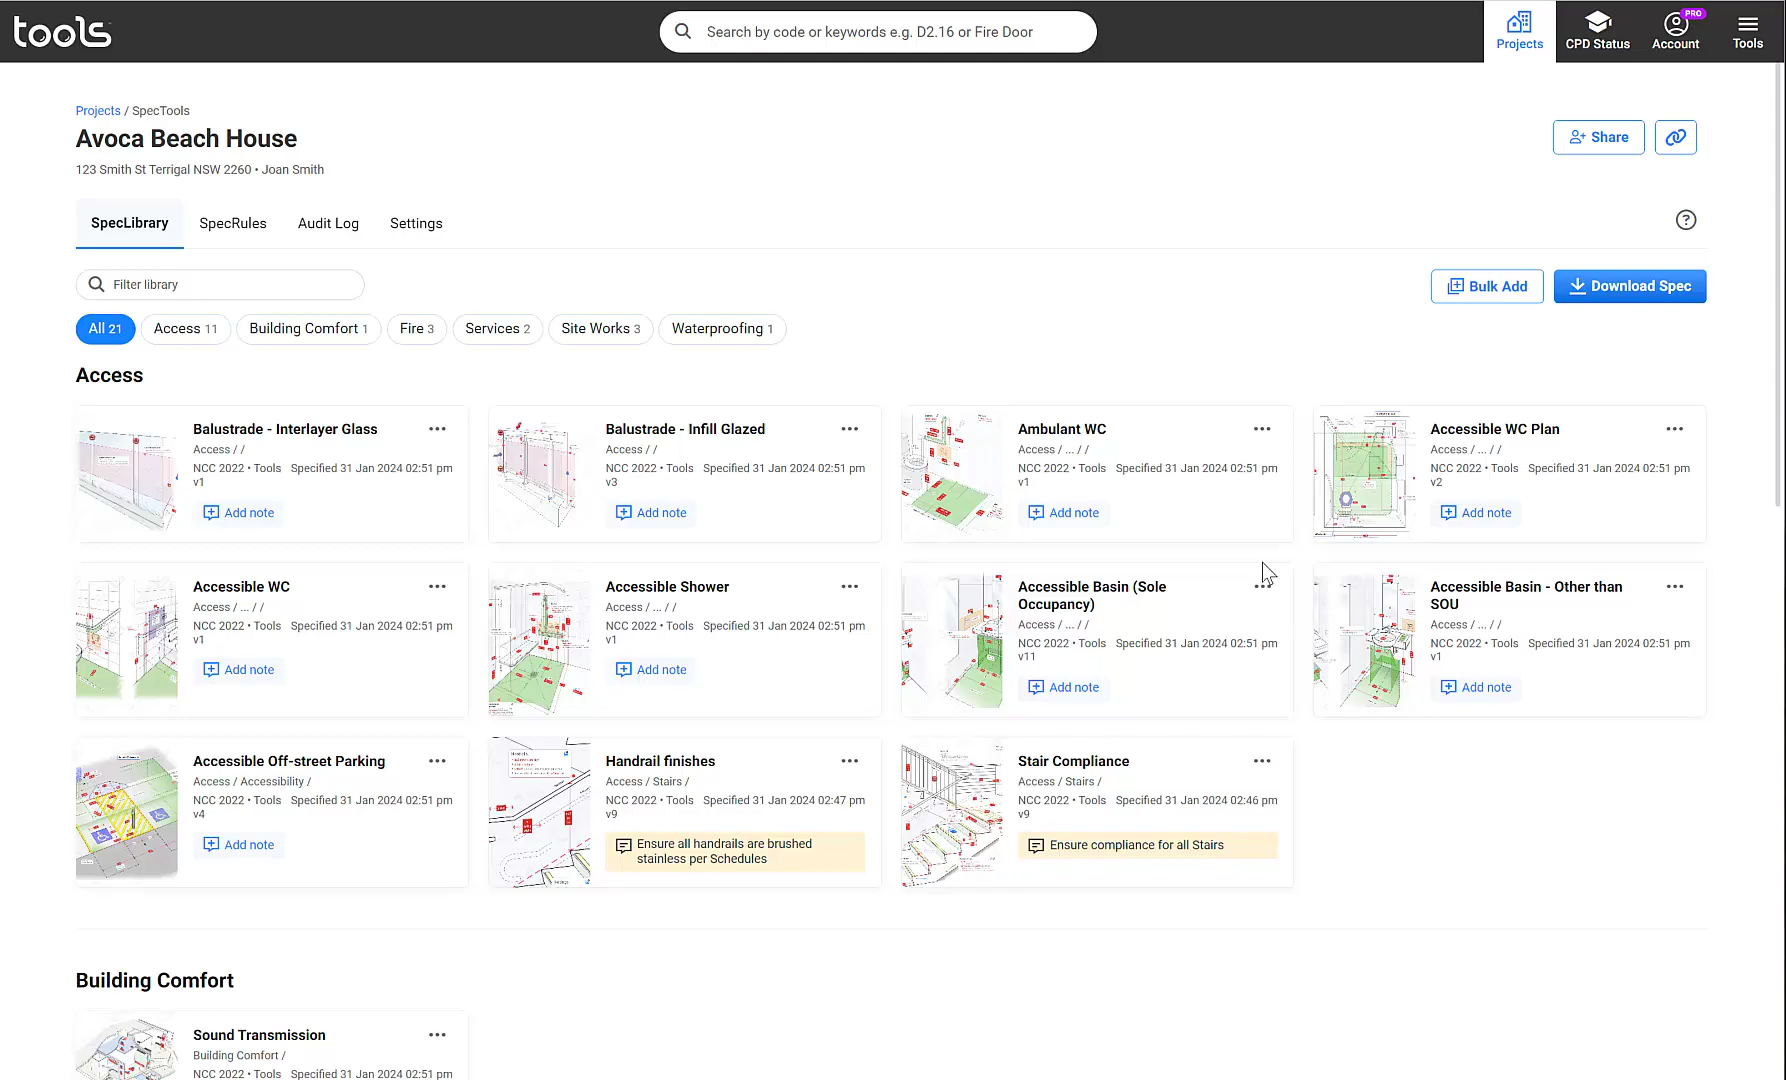 tools
Search by code or keywords e.g. D2.16 or Fire Door
Projects
CPD Status
PRO
Account
Tools
Projects / SpecTools
Avoca Beach House
123 Smith St Terrigal NSW 2260 • Joan Smith
Share
SpecLibrary
SpecRules
Audit Log
Settings
?
Filter library
Bulk Add
Download Spec
All 21
Access 11
Building Comfort 1
Fire 3
Services 2
Site Works 3
Waterproofing 1
Access
Balustrade - Interlayer Glass
Access / /
NCC 2022 • Tools Specified 31 Jan 2024 02:51 pm
v1
Add note
Balustrade - Infill Glazed
Access / /
NCC 2022 • Tools Specified 31 Jan 2024 02:51 pm
v3
Add note
Ambulant WC
Access / ... / /
NCC 2022 • Tools Specified 31 Jan 2024 02:51 pm
v1
Add note
Accessible WC Plan
Access / ... / /
NCC 2022 • Tools Specified 31 Jan 2024 02:51 pm
v2
Add note
Accessible WC
Access / ... / /
NCC 2022 • Tools Specified 31 Jan 2024 02:51 pm
v1
Add note
Accessible Shower
Access / ... / /
NCC 2022 • Tools Specified 31 Jan 2024 02:51 pm
v1
Add note
Accessible Basin (Sole
Occupancy)
Access / ... / /
NCC 2022 • Tools Specified 31 Jan 2024 02:51 pm
v11
Add note
Accessible Basin - Other than
SOU
Access / ... / /
NCC 2022 • Tools Specified 31 Jan 2024 02:51 pm
v1
Add note
Accessible Off-street Parking
Access / Accessibility /
NCC 2022 • Tools Specified 31 Jan 2024 02:51 pm
v4
Add note
Handrail finishes
Access / Stairs /
NCC 2022 • Tools Specified 31 Jan 2024 02:47 pm
v9
Ensure all handrails are brushed
stainless per Schedules
Stair Compliance
Access / Stairs /
NCC 2022 • Tools Specified 31 Jan 2024 02:46 pm
v9
Ensure compliance for all Stairs
Building Comfort
Sound Transmission
Building Comfort /
NCC 2022 • Tools Specified 31 Jan 2024 02:51 pm